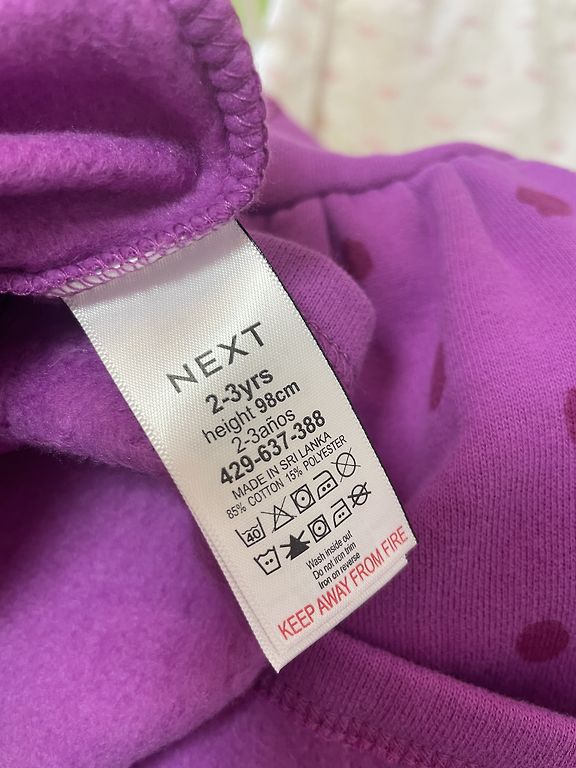 NEXT
2-3yrs
height 98cm
2-3años
429-637-388
MADE IN SRI LANKA
85% COTTON 15% POLYESTER
40
Wash inside out
Do not iron trim
Iron on reverse
KEEP AWAY FROM FIRE